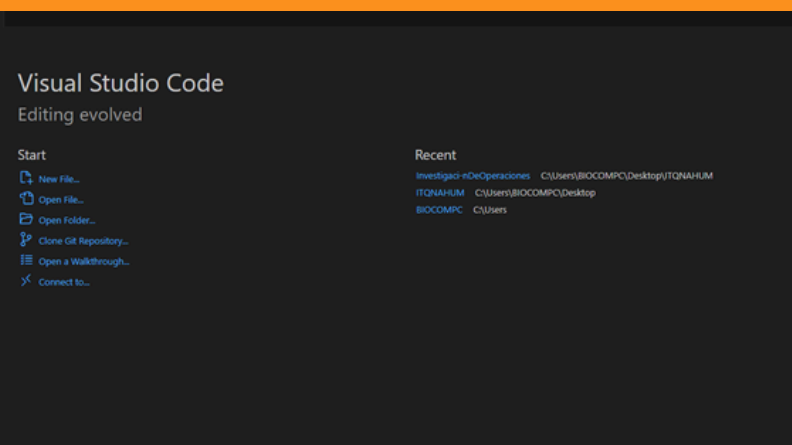 Visual Studio Code
Editing evolved
Start
New File...
Open File...
Open Folder...
Clone Git Repository...
Open a Walkthrough...
Connect to...
Recent
Investigaci-nDeOperaciones C:\Users\BIOCOMPC\Desktop\ITQNAHUM
ITQNAHUM C:\Users\BIOCOMPC\Desktop
BIOCOMPC C:\Users